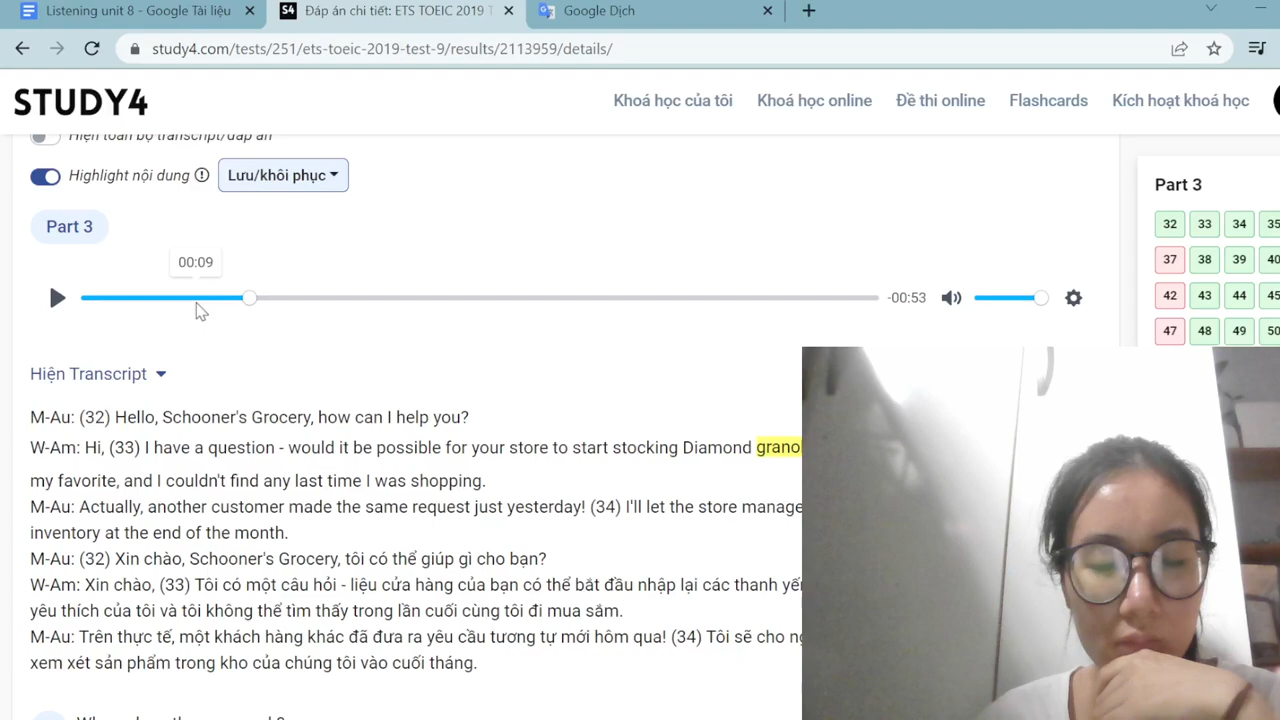 Listening unit 8 - Google Tài liệu
Đáp án chi tiết: ETS TOEIC 2019 T
Google Dịch
study4.com/tests/251/ets-toeic-2019-test-9/results/2113959/details/
STUDY4
Khoá học của tôi
Khoá học online
Đề thi online
Flashcards
Kích hoạt khoá học
Hiện toàn bộ transcript/đáp án
Highlight nội dung
Lưu/khôi phục
Part 3
Part 3
32 33 34 35
37 38 39 40
42 43 44 45
47 48 49 50
00:09
-00:53
Hiện Transcript
M-Au: (32) Hello, Schooner's Grocery, how can I help you?
W-Am: Hi, (33) I have a question - would it be possible for your store to start stocking Diamond
my favorite, and I couldn't find any last time I was shopping.
M-Au: Actually, another customer made the same request just yesterday! (34) I'll let the store
inventory at the end of the month.
M-Au: (32) Xin chào, Schooner's Grocery, tôi có thể giúp gì cho bạn?
W-Am: Xin chào, (33) Tôi có một câu hỏi - liệu cửa hàng của bạn có thể bắt đầu nhập lại các thanh
yêu thích của tôi và tôi không thể tìm thấy trong lần cuối cùng tôi đi mua sắm.
M-Au: Trên thực tế, một khách hàng khác đã đưa ra yêu cầu tương tự mới hôm qua! (34) Tôi sẽ cho
xem xét sản phẩm trong kho của chúng tôi vào cuối tháng.